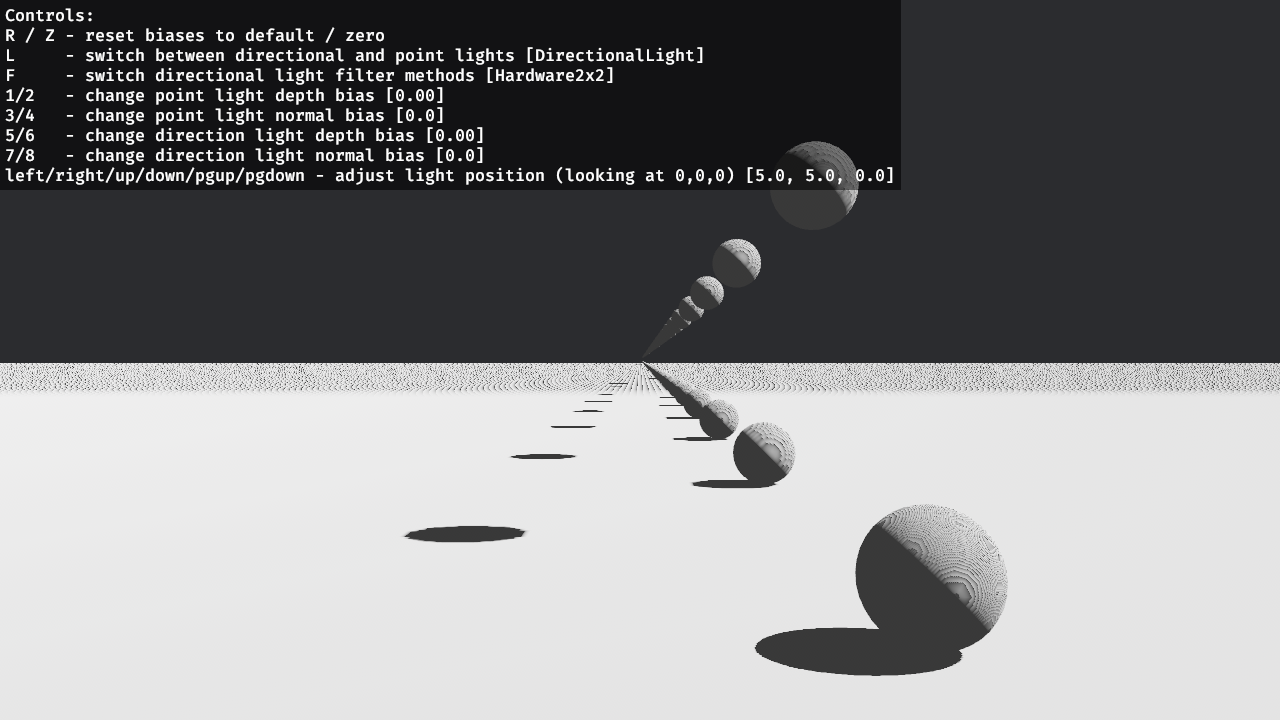 Controls:
R / Z - reset biases to default / zero
L     - switch between directional and point lights [DirectionalLight]
F     - switch directional light filter methods [Hardware2x2]
1/2   - change point light depth bias [0.00]
3/4   - change point light normal bias [0.0]
5/6   - change direction light depth bias [0.00]
7/8   - change direction light normal bias [0.0]
left/right/up/down/pgup/pgdown - adjust light position (looking at 0,0,0) [5.0, 5.0, 0.0]